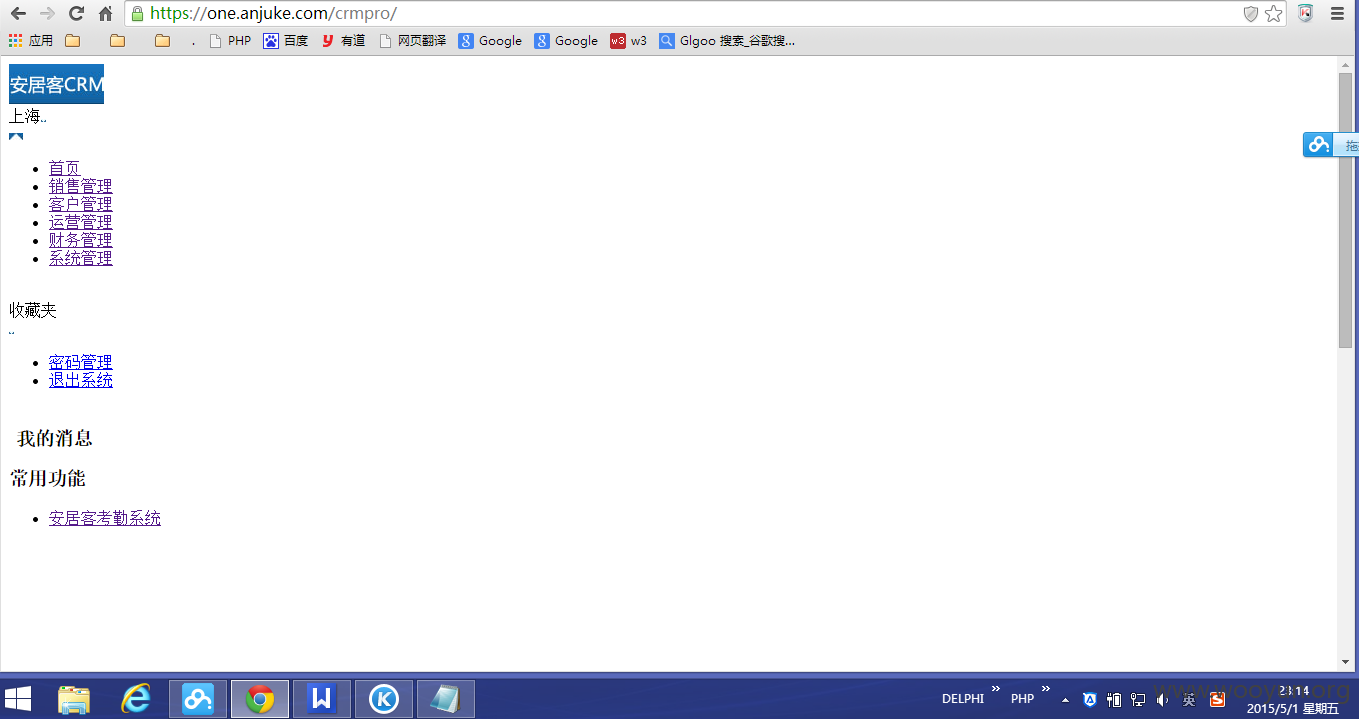 https://one.anjuke.com/crmpro/
应用 . PHP 百度 有道 网页翻译 Google Google w3 Glgoo 搜索_谷歌搜...
安居客CRM
上海..
首页
销售管理
客户管理
运营管理
财务管理
系统管理
收藏夹
密码管理
退出系统
我的消息
常用功能
安居客考勤系统
拖
DELPHI » PHP » 英 23:14
www.wooyun.org
2015/5/1 星期五